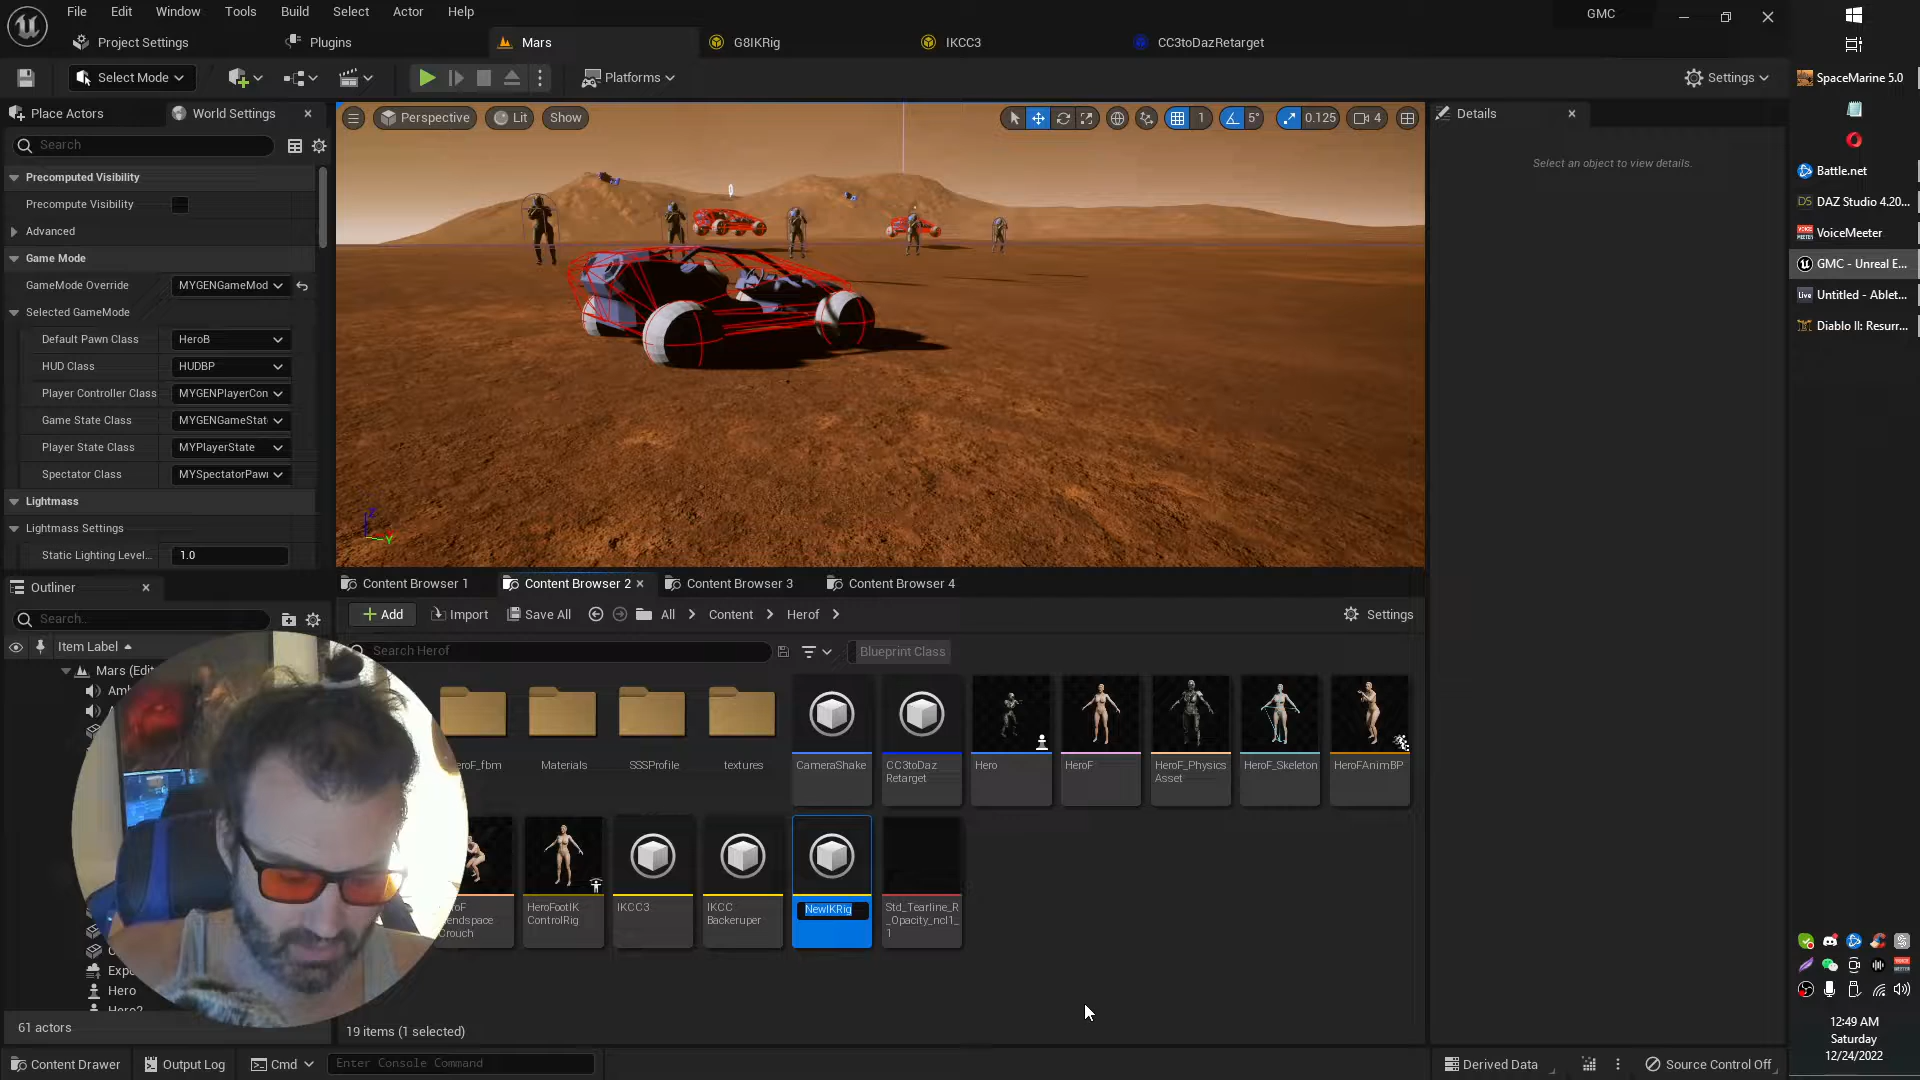 File Edit Window Tools Build Select Actor Help
GMC
Project Settings
Plugins
Mars
G8IKRig
IKCC3
CC3toDazRetarget
Select Mode
Platforms
Settings
Place Actors
World Settings
Search
Precomputed Visibility
Precompute Visibility
Advanced
Game Mode
GameMode Override
MYGENGameMod
Selected GameMode
Default Pawn Class
HeroB
HUD Class
HUDBP
Player Controller Class
MYGENPlayerCon
Game State Class
MYGENGameStat
Player State Class
MYPlayerState
Spectator Class
MYSpectatorPawn
Lightmass
Lightmass Settings
Static Lighting Level...
1.0
Perspective
Lit
Show
1
5°
0.125
4
Z
Y
Details
Select an object to view details.
Outliner
Search...
Item Label
Mars (Edit
Hero
61 actors
Content Browser 1
Content Browser 2
Content Browser 3
Content Browser 4
Add
Import
Save All
All
Content
Herof
Settings
Search Herof
Blueprint Class
eroF_fbm
Materials
SSSProfile
textures
CameraShake
CC3toDaz
Retarget
Hero
HeroF
HeroF_Physics
Asset
HeroF_Skeleton
HeroFAnimBP
endspace
Crouch
HeroFootIK
ControlRig
IKCC3
IKCC
Backeruper
NewIKRig
Std_Tearline_R
_Opacity_ncl1_
1
19 items (1 selected)
Content Drawer
Output Log
Cmd
Enter Console Command
Derived Data
Source Control Off
SpaceMarine 5.0
Battle.net
DAZ Studio 4.20...
VoiceMeeter
GMC - Unreal E...
Untitled - Ablet...
Diablo II: Resurr...
12:49 AM
Saturday
12/24/2022